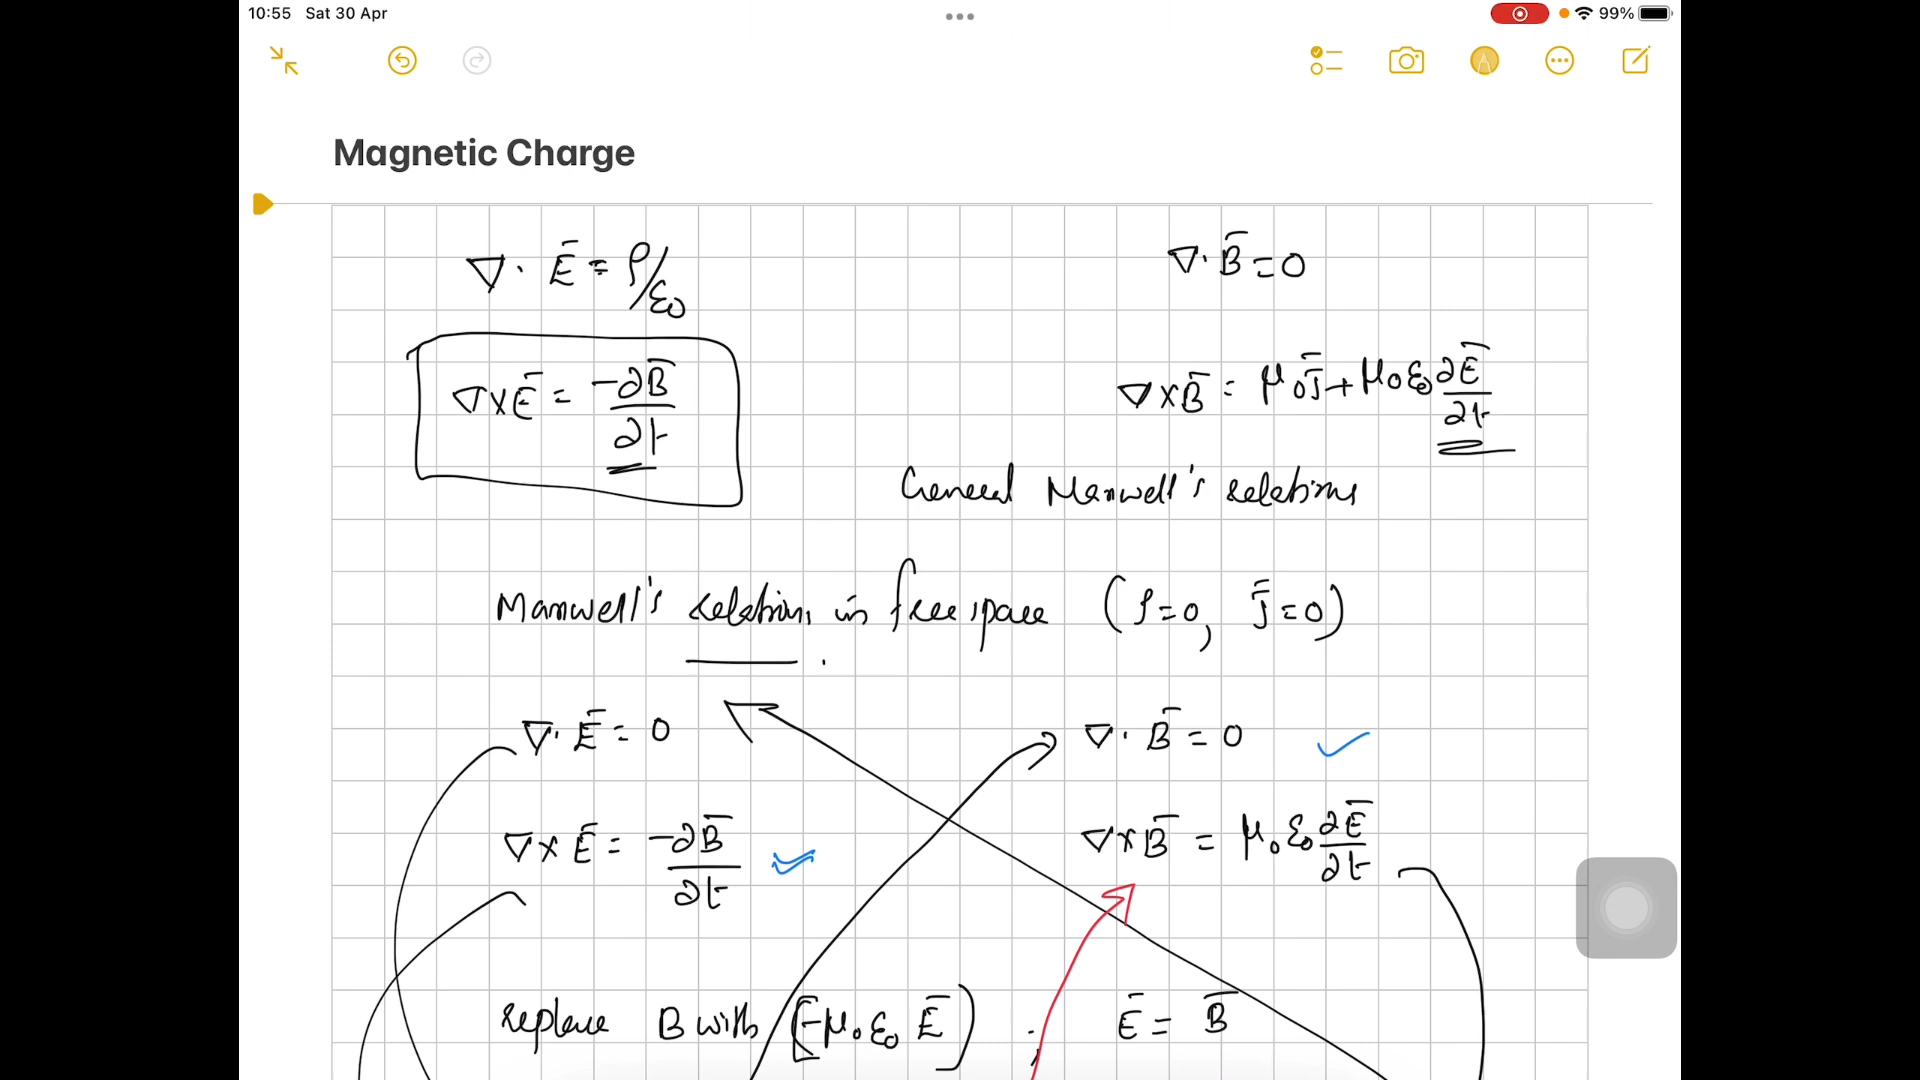 10:55 Sat 30 Apr
99%
Magnetic Charge
∇· Ē = ρ/ε₀
∇·B̄ = 0
∇×Ē = -∂B̄/∂t
∇×B̄ = μ₀J̄ + μ₀ε₀ ∂Ē/∂t
General Maxwell's relations
Maxwell's relations in free space (ρ=0, J̄=0)
∇· Ē = 0
∇· B̄ = 0
∇× Ē = -∂B̄/∂t
∇×B̄ = μ₀ε₀ ∂Ē/∂t
replace B with [-μ₀ε₀ Ē] ; Ē = B̄